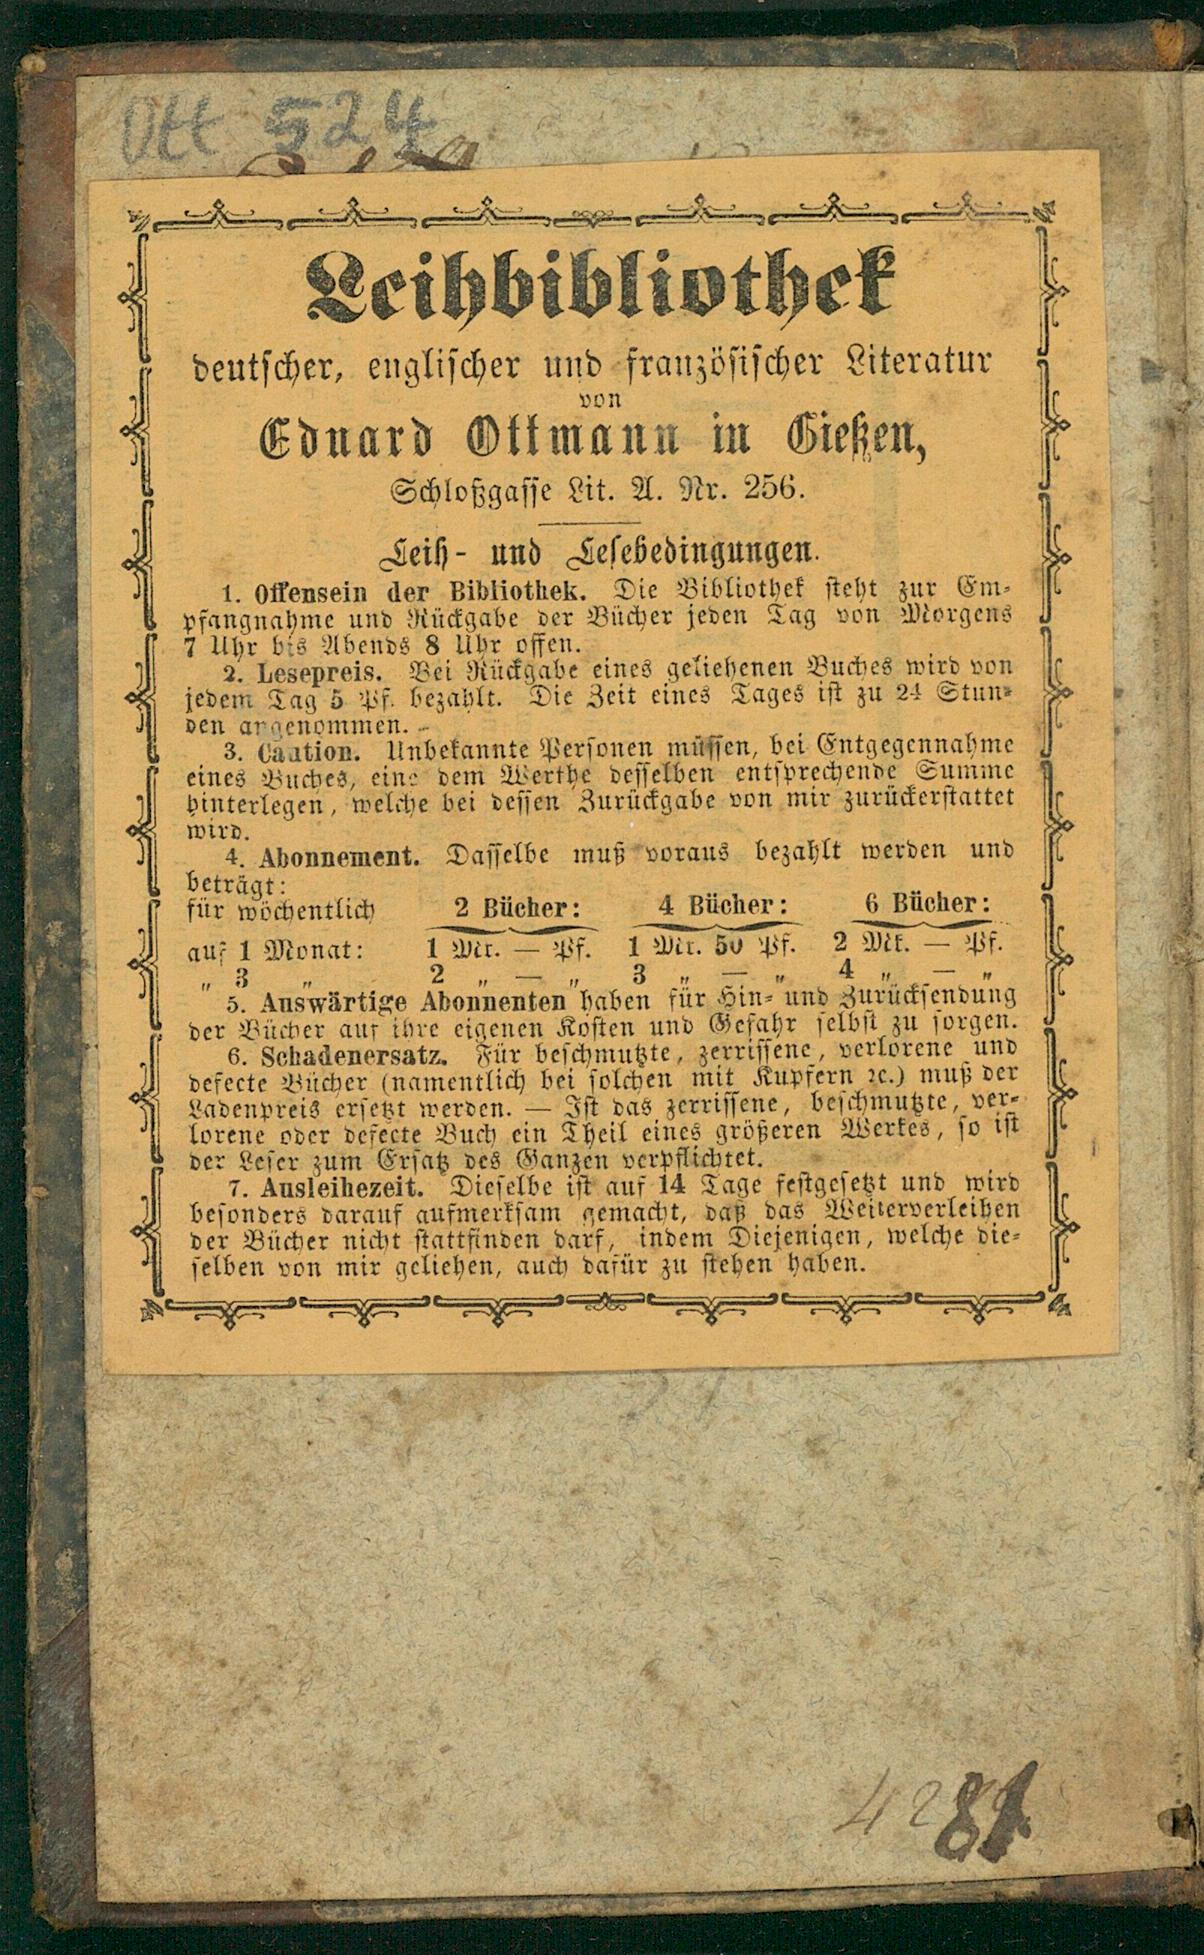 Ott 524
Leihbibliothek
deutscher, englischer und französischer Literatur
von
Eduard Ottmann in Gießen,
Schloßgasse Lit. A. Nr. 256.
Leih- und Lesebedingungen.
1. Offensein der Bibliothek. Die Bibliothek steht zur Em-
pfangnahme und Rückgabe der Bücher jeden Tag von Morgens
7 Uhr bis Abends 8 Uhr offen.
2. Lesepreis. Bei Rückgabe eines geliehenen Buches wird von
jedem Tag 5 Pf. bezahlt. Die Zeit eines Tages ist zu 24 Stun-
den angenommen.
3. Caution. Unbekannte Personen müssen, bei Entgegennahme
eines Buches, eine dem Werthe desselben entsprechende Summe
hinterlegen, welche bei dessen Zurückgabe von mir zurückerstattet
wird.
4. Abonnement. Dasselbe muß voraus bezahlt werden und
beträgt:
für wöchentlich 2 Bücher: 4 Bücher: 6 Bücher:
auf 1 Monat: 1 Mk. — Pf. 1 Mk. 50 Pf. 2 Mk. — Pf.
„ 3 „ 2 „ — „ 3 „ — „ 4 „ — „
5. Auswärtige Abonnenten haben für Hin- und Zurücksendung
der Bücher auf ihre eigenen Kosten und Gefahr selbst zu sorgen.
6. Schadenersatz. Für beschmutzte, zerrissene, verlorene und
defecte Bücher (namentlich bei solchen mit Kupfern ꝛc.) muß der
Ladenpreis ersetzt werden. — Ist das zerrissene, beschmutzte, ver-
lorene oder defecte Buch ein Theil eines größeren Werkes, so ist
der Leser zum Ersatz des Ganzen verpflichtet.
7. Ausleihezeit. Dieselbe ist auf 14 Tage festgesetzt und wird
besonders darauf aufmerksam gemacht, daß das Weiterverleihen
der Bücher nicht stattfinden darf, indem Diejenigen, welche die-
selben von mir geliehen, auch dafür zu stehen haben.